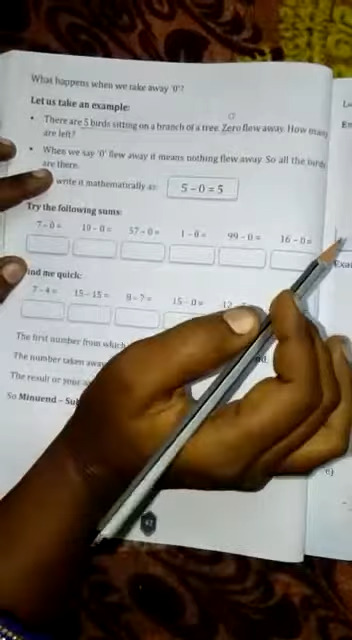 What happens when we take away '0'?
Let us take an example:
• There are 5 birds sitting on a branch of a tree. Zero flew away. How many
are left?
• When we say '0' flew away it means nothing flew away. So all the birds
are there.
write it mathematically as: 5 – 0 = 5
Try the following sums:
7 – 0 = 10 – 0 = 57 – 0 = 1 – 0 = 99 – 0 = 16 – 0 =
ind me quick:
7 – 4 = 15 – 15 = 9 – 7 = 15 – 0 = 12
The first number from which
The number taken away
The result or your
So Minuend – Sub